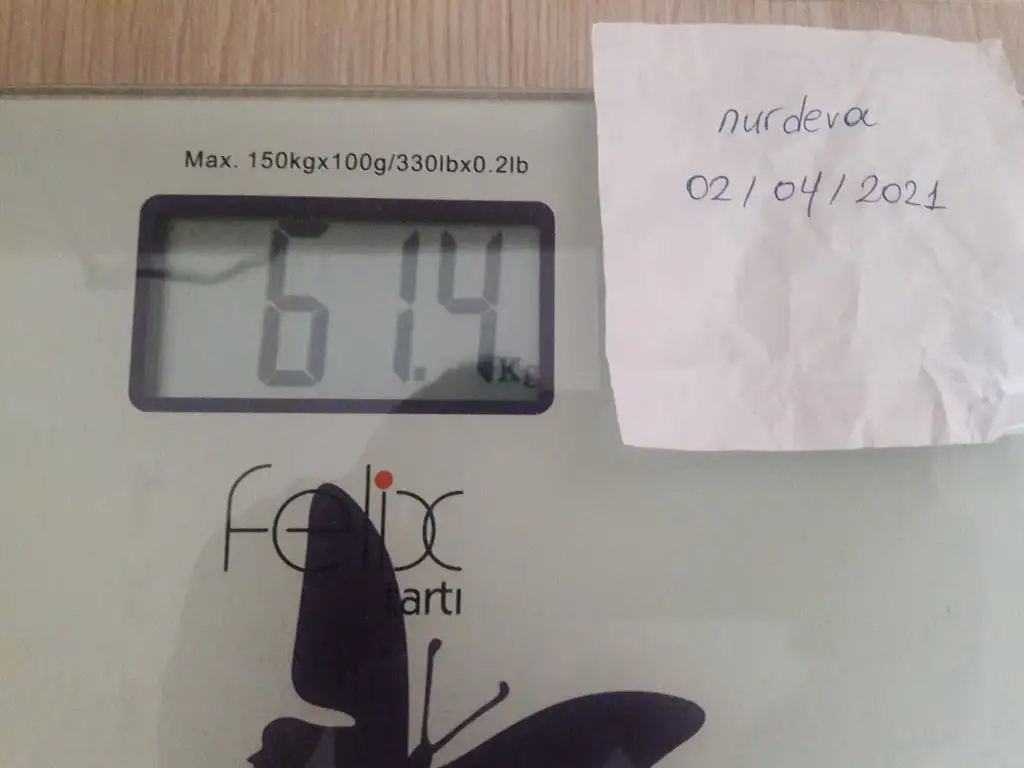 Max. 150kgx100g/330lbx0.2lb
61.4 Kg
felix
tartı
nurdeva
02/04/2021